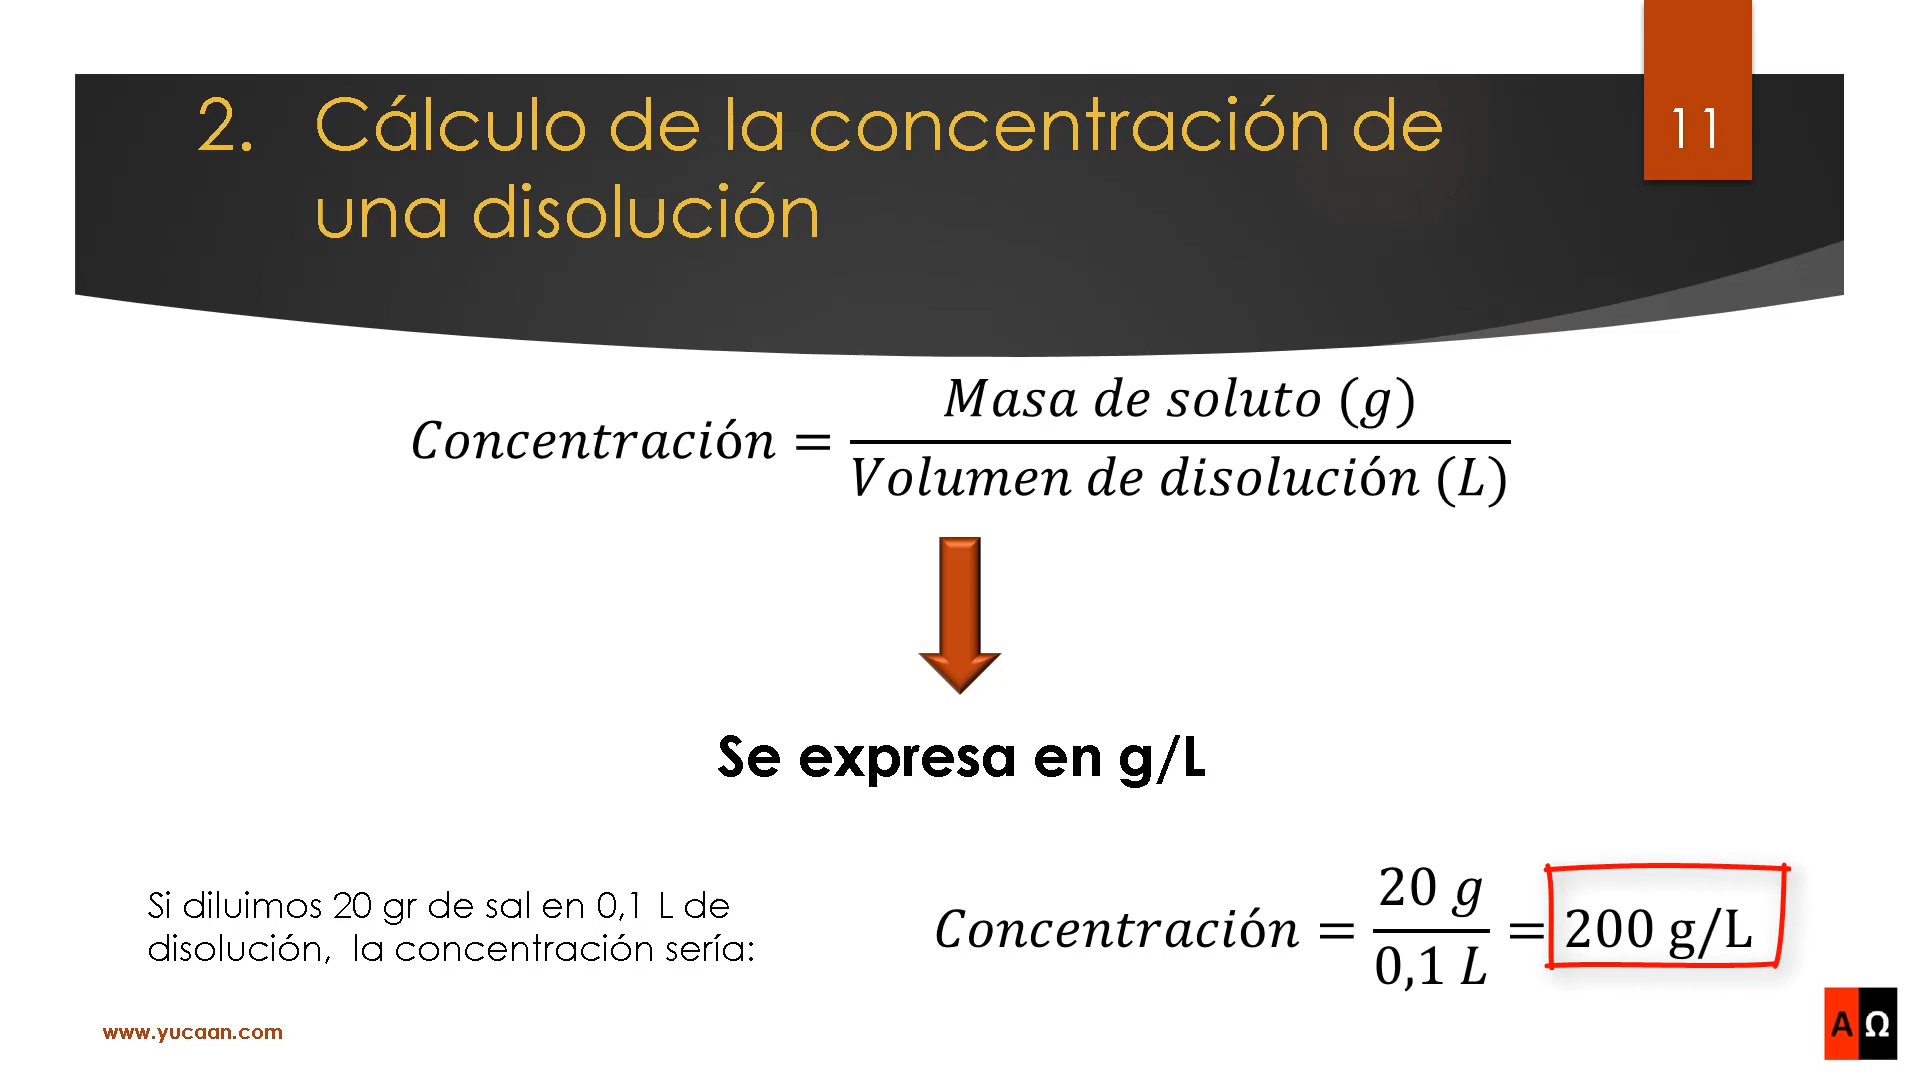 2. Cálculo de la concentración de
una disolución
11
Concentración = Masa de soluto (g) / Volumen de disolución (L)
Se expresa en g/L
Si diluimos 20 gr de sal en 0,1 L de
disolución, la concentración sería:
Concentración = 20 g / 0,1 L = 200 g/L
www.yucaan.com
Α Ω